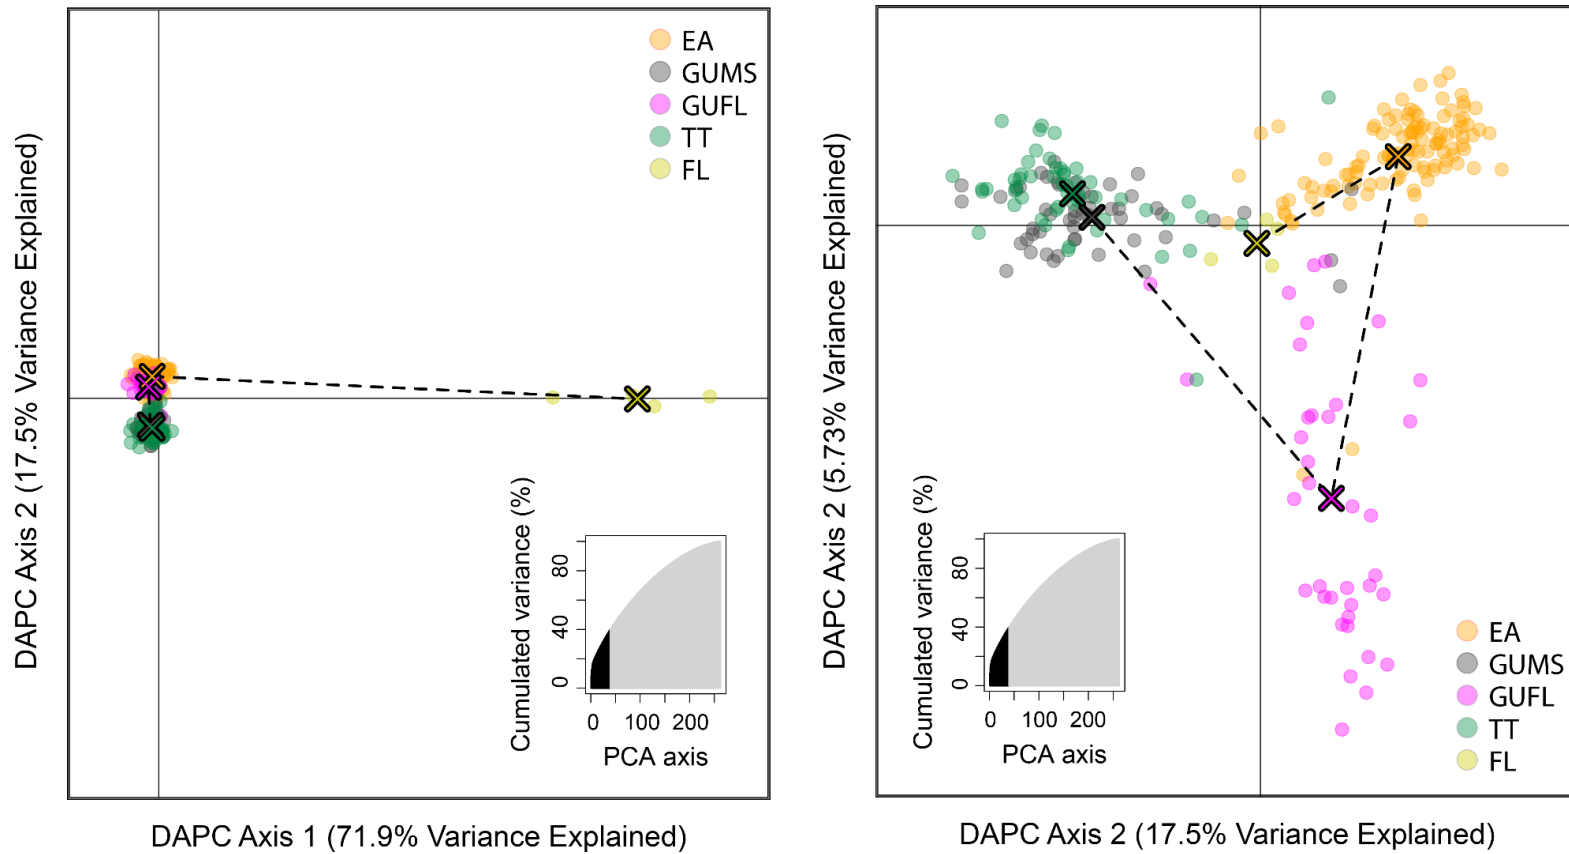 EA
GUMS
GUFL
TT
FL
DAPC Axis 2 (17.5% Variance Explained)
Cumulated variance (%)
80
40
0
0 100 200
PCA axis
DAPC Axis 1 (71.9% Variance Explained)
DAPC Axis 2 (5.73% Variance Explained)
Cumulated variance (%)
80
40
0
0 100 200
PCA axis
EA
GUMS
GUFL
TT
FL
DAPC Axis 2 (17.5% Variance Explained)